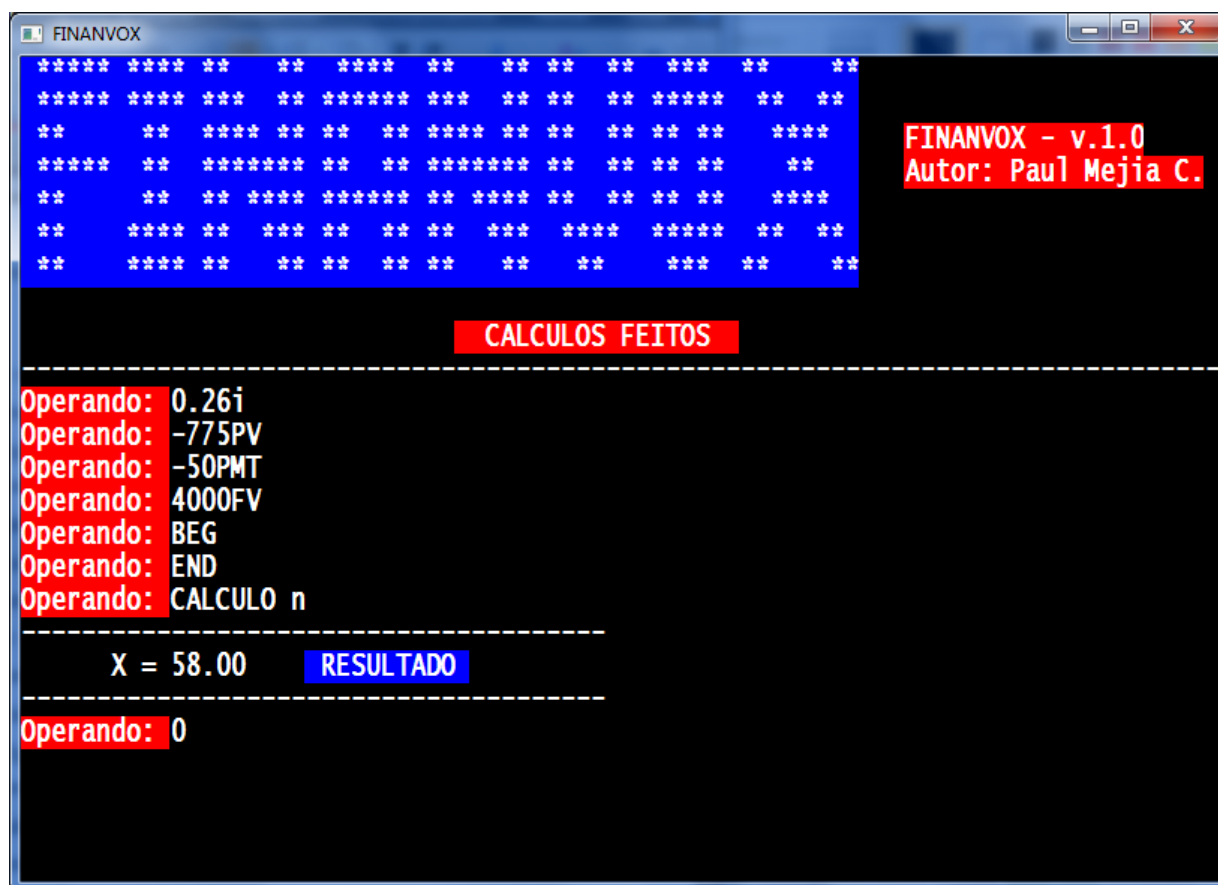 FINANVOX
***** **** **   **  ****  **   ** **  **  ***  **     **
***** **** ***  ** ****** ***  ** **  ** *****  **  **
**     **  **** ** **  ** **** ** **  ** ** **   ****
*****  **  ******* **  ** ******* **  ** ** **    **
**     **  ** **** ****** ** **** **  ** ** **   ****
**    **** **  *** **  ** **  ***  ****  *****  **  **
**    **** **   ** **  ** **   **   **    ***  **     **
FINANVOX - v.1.0
Autor: Paul Mejia C.
CALCULOS FEITOS
--------------------------------------------------------------------------------
Operando: 0.26i
Operando: -775PV
Operando: -50PMT
Operando: 4000FV
Operando: BEG
Operando: END
Operando: CALCULO n
---------------------------------------
X = 58.00 RESULTADO
---------------------------------------
Operando: 0